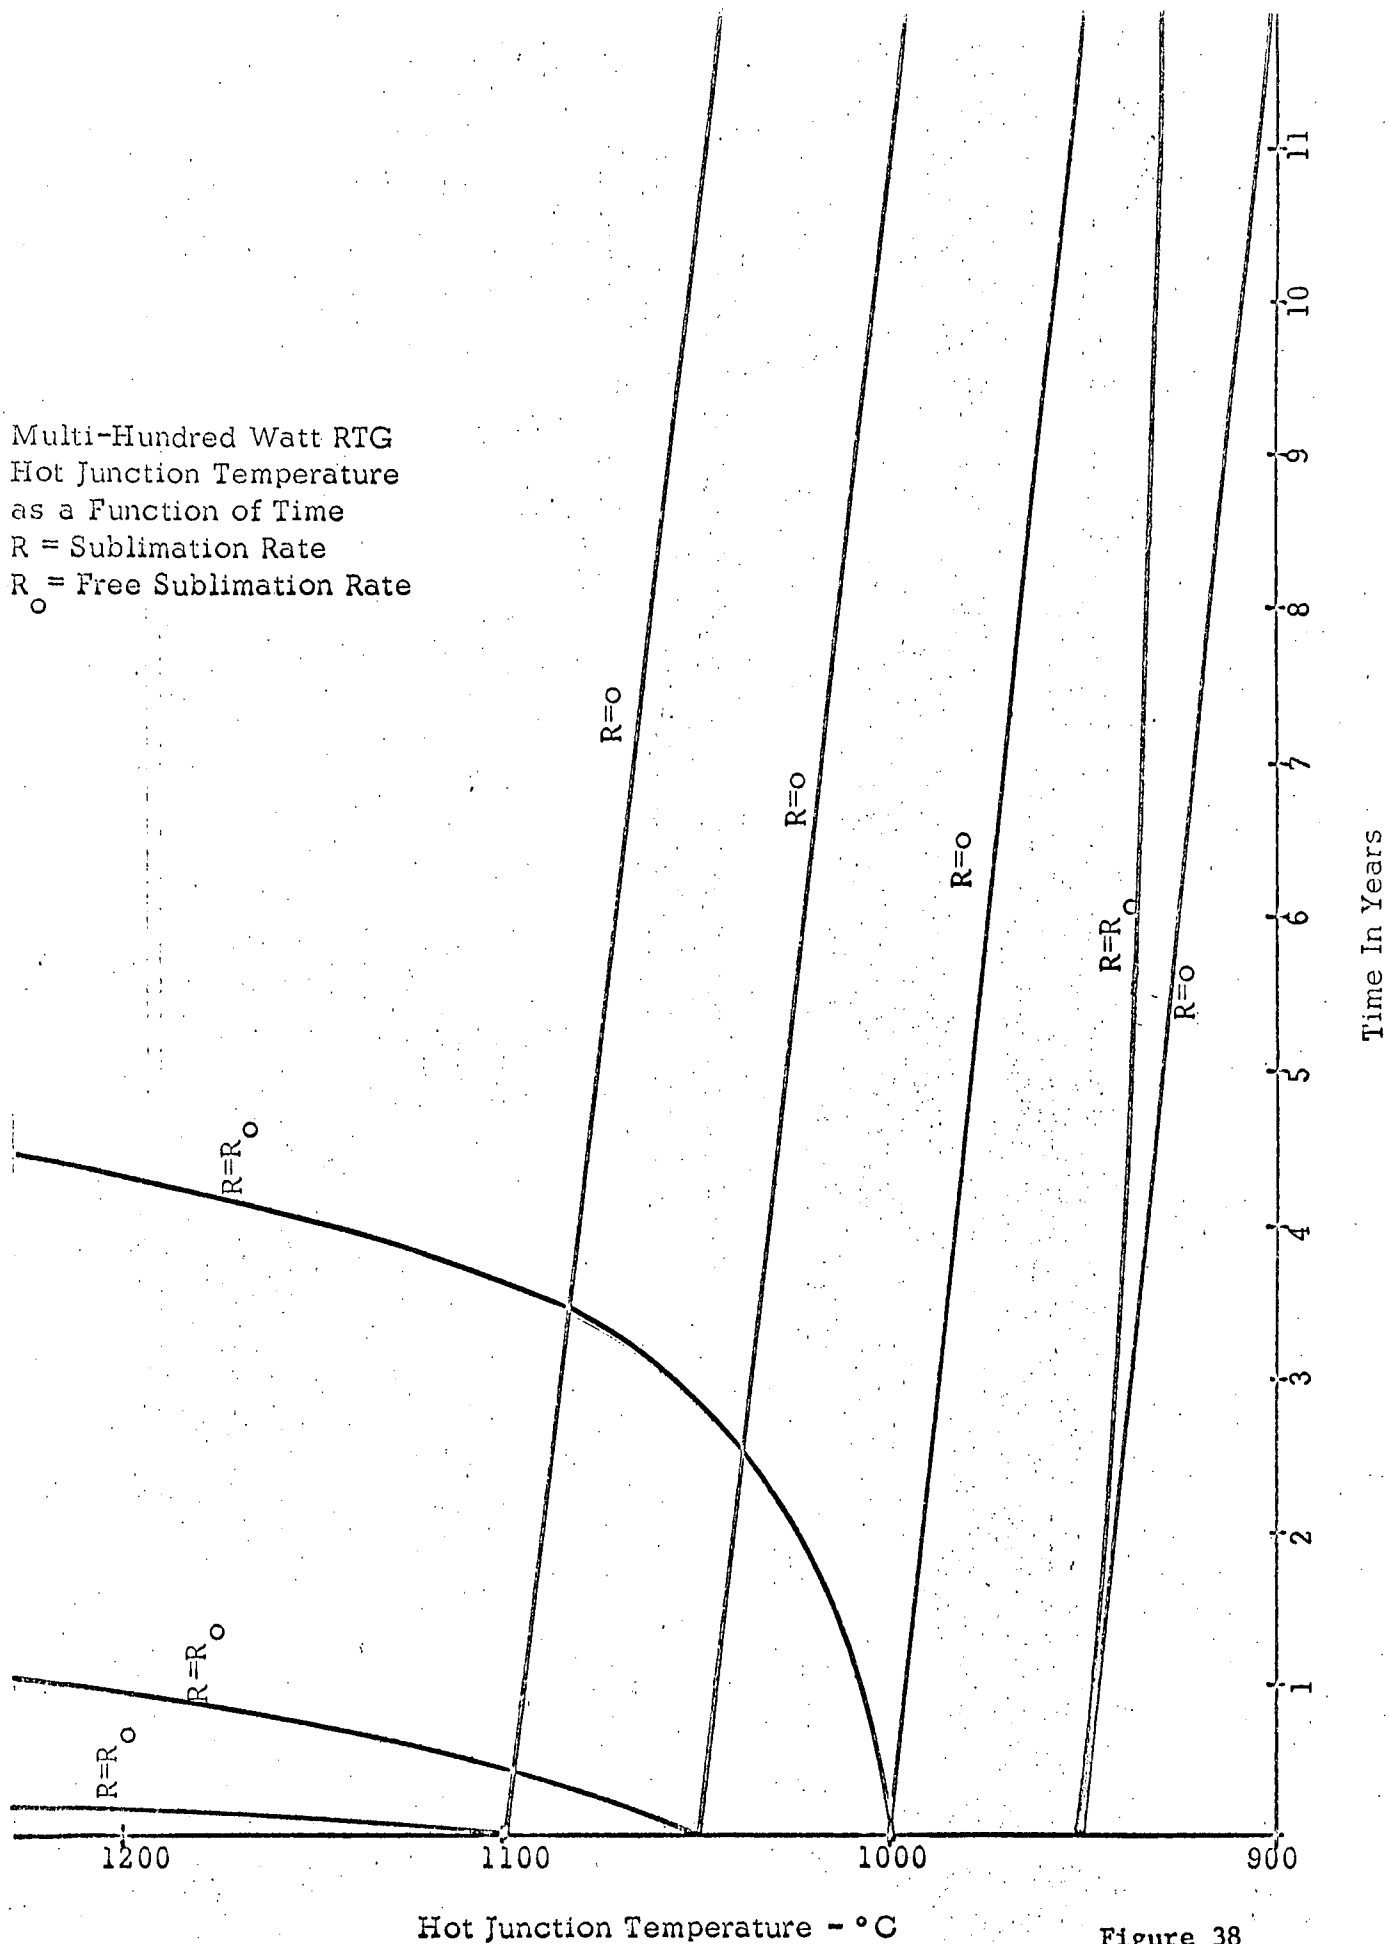 Multi-Hundred Watt RTG
Hot Junction Temperature
as a Function of Time
R = Sublimation Rate
Ro = Free Sublimation Rate
R=o
R=o
R=o
R=Ro
R=o
R=Ro
R=Ro
R=Ro
11
10
9
8
7
6
5
4
3
2
1
Time In Years
1200 1100 1000 900
Hot Junction Temperature - °C
Figure 38